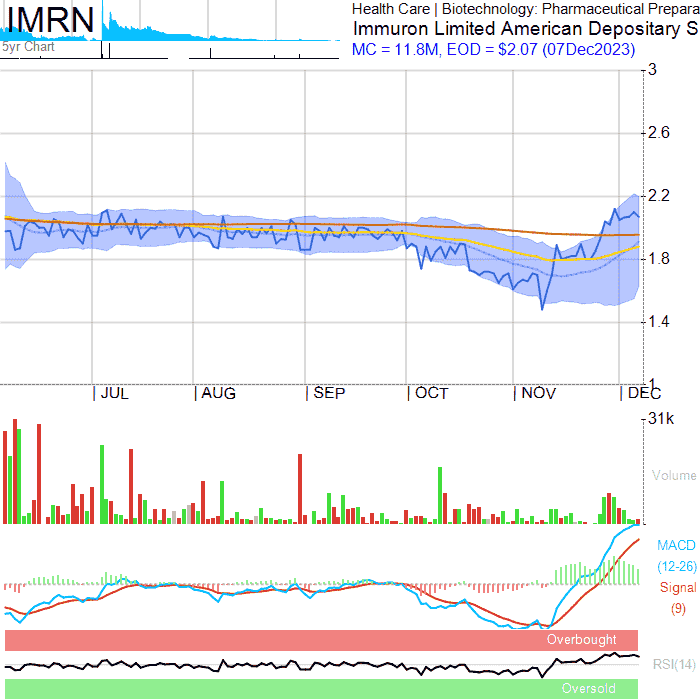 IMRN
Health Care | Biotechnology: Pharmaceutical Prepara
Immuron Limited American Depositary S
MC = 11.8M, EOD = $2.07 (07Dec2023)
5yr Chart
3
2.6
2.2
1.8
1.4
1
JUL
AUG
SEP
OCT
NOV
DEC
31k
Volume
MACD
(12-26)
Signal
(9)
Overbought
RSI(14)
Oversold